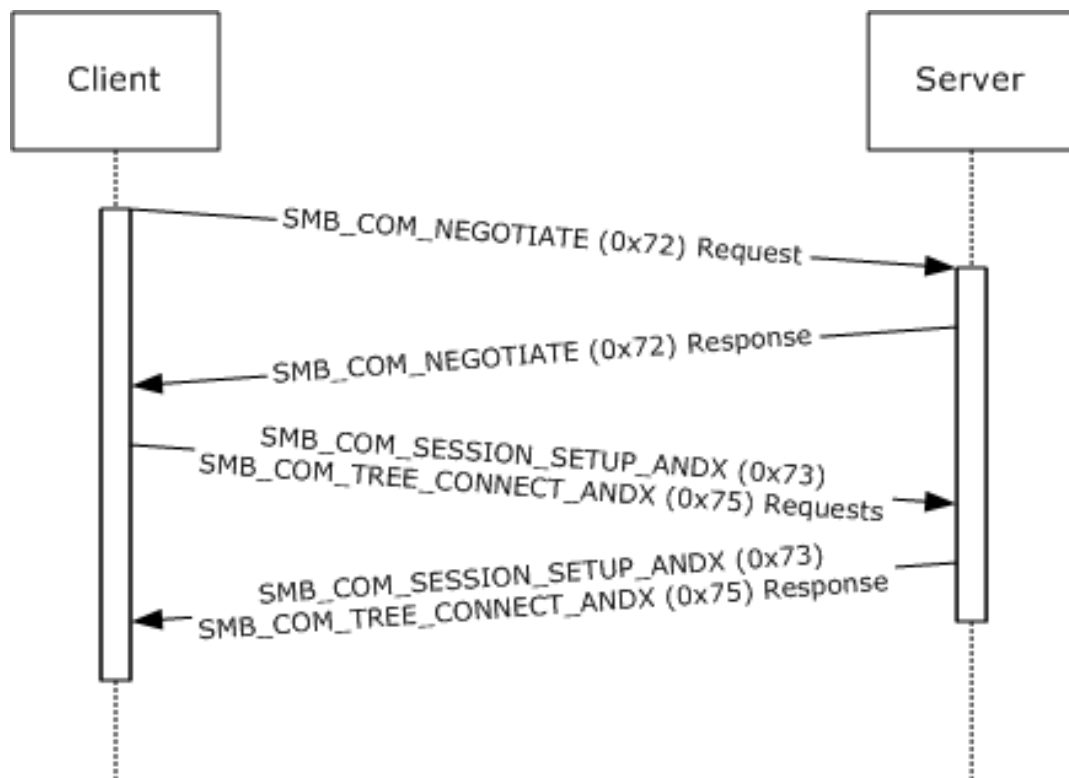 Client
Server
SMB_COM_NEGOTIATE (0x72) Request
SMB_COM_NEGOTIATE (0x72) Response
SMB_COM_SESSION_SETUP_ANDX (0x73)
SMB_COM_TREE_CONNECT_ANDX (0x75) Requests
SMB_COM_SESSION_SETUP_ANDX (0x73)
SMB_COM_TREE_CONNECT_ANDX (0x75) Response